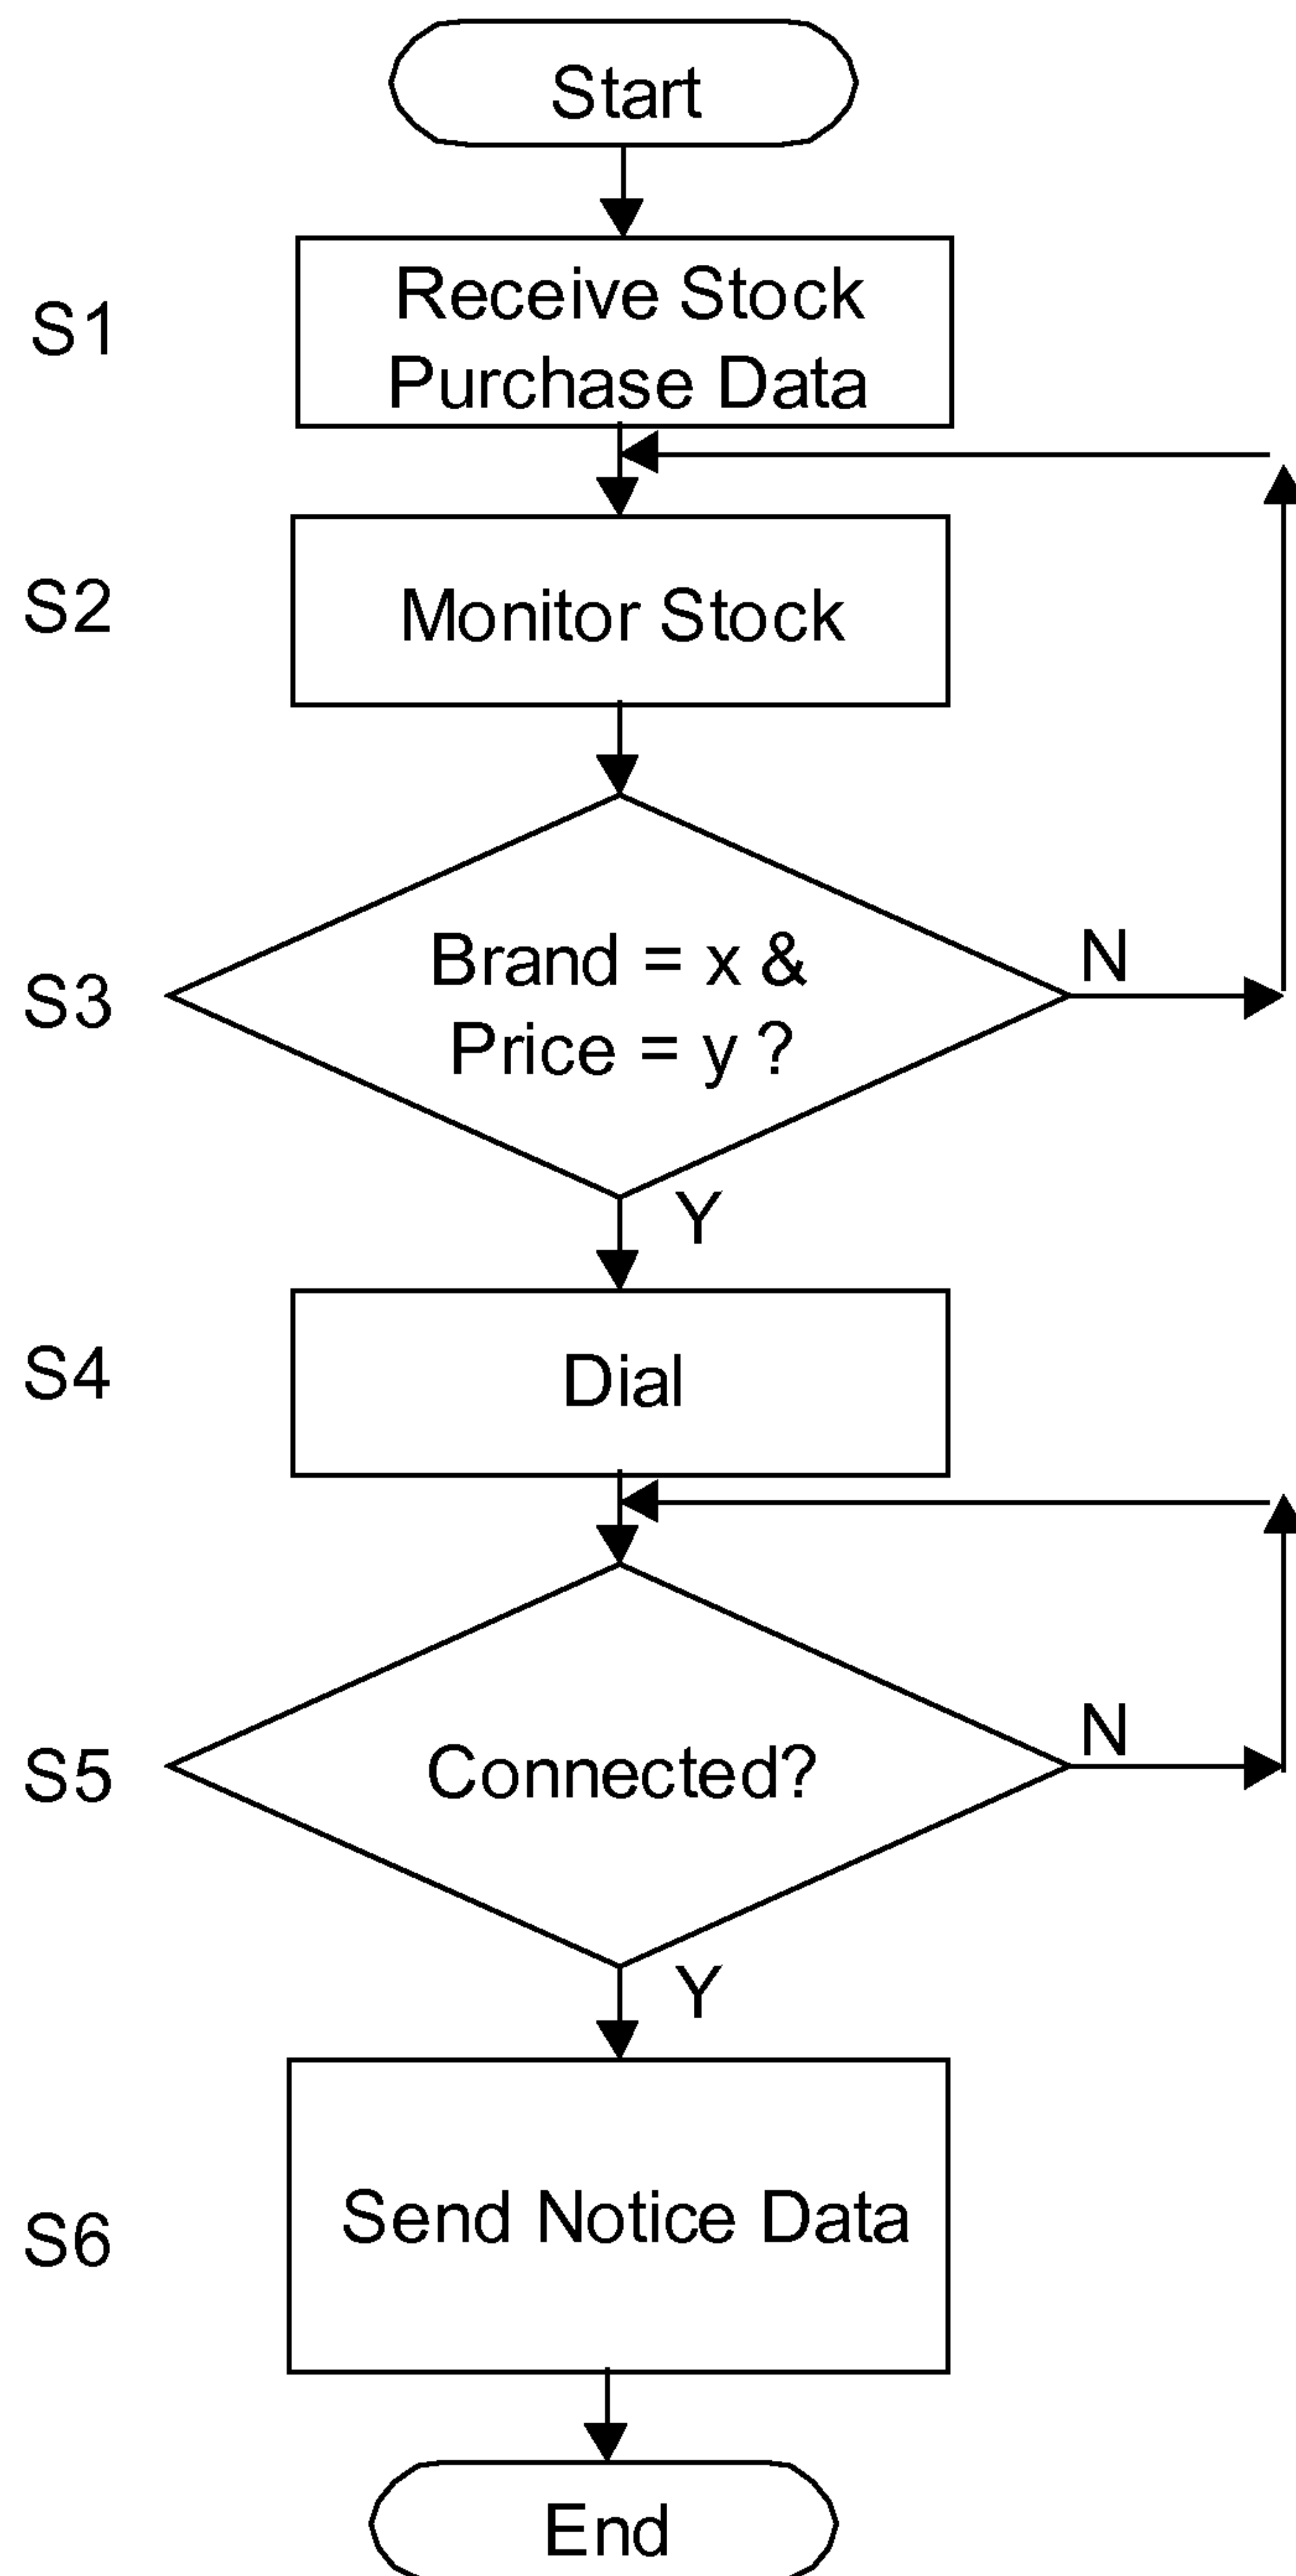 Start
S1
Receive Stock
Purchase Data
S2
Monitor Stock
S3
Brand = x &
Price = y ?
N
Y
S4
Dial
S5
Connected?
N
Y
S6
Send Notice Data
End